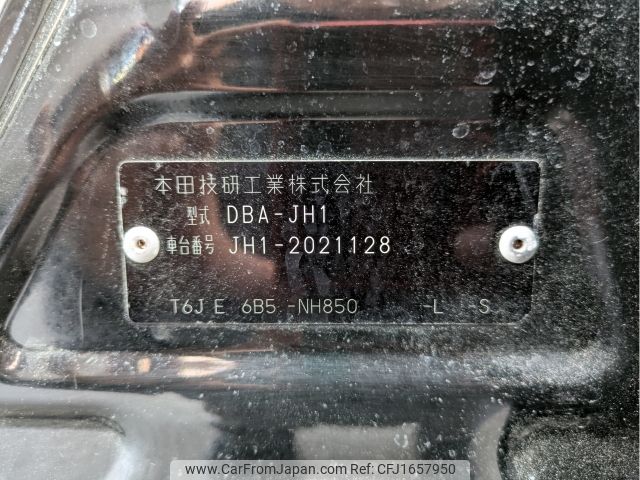 本田技研工業株式会社
型式 DBA-JH1
車台番号 JH1-2021128
T6J E 6B5 -NH850 -L -S
www.CarFromJapan.com - Ref: CFJ1657950